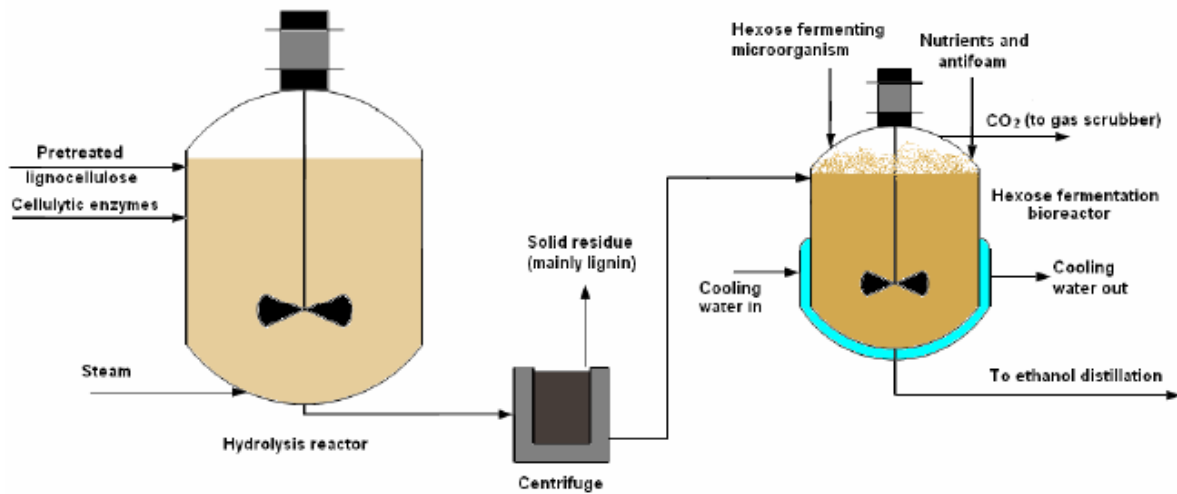 Hexose fermenting
microorganism
Nutrients and
antifoam
CO₂ (to gas scrubber)
Pretreated
lignocellulose
Cellulytic enzymes
Hexose fermentation
bioreactor
Solid residue
(mainly lignin)
Cooling
water in
Cooling
water out
Steam
To ethanol distillation
Hydrolysis reactor
Centrifuge